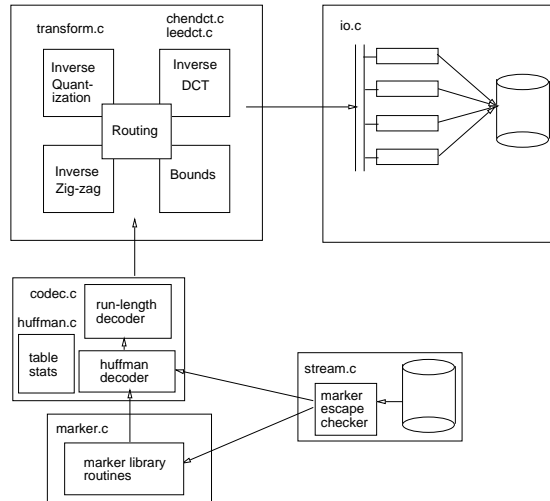 transform.c
chendct.c
leedct.c
Inverse
Quant-
ization
Inverse
DCT
Routing
Inverse
Zig-zag
Bounds
io.c
codec.c
huffman.c
run-length
decoder
table
stats
huffman
decoder
stream.c
marker
escape
checker
marker.c
marker library
routines